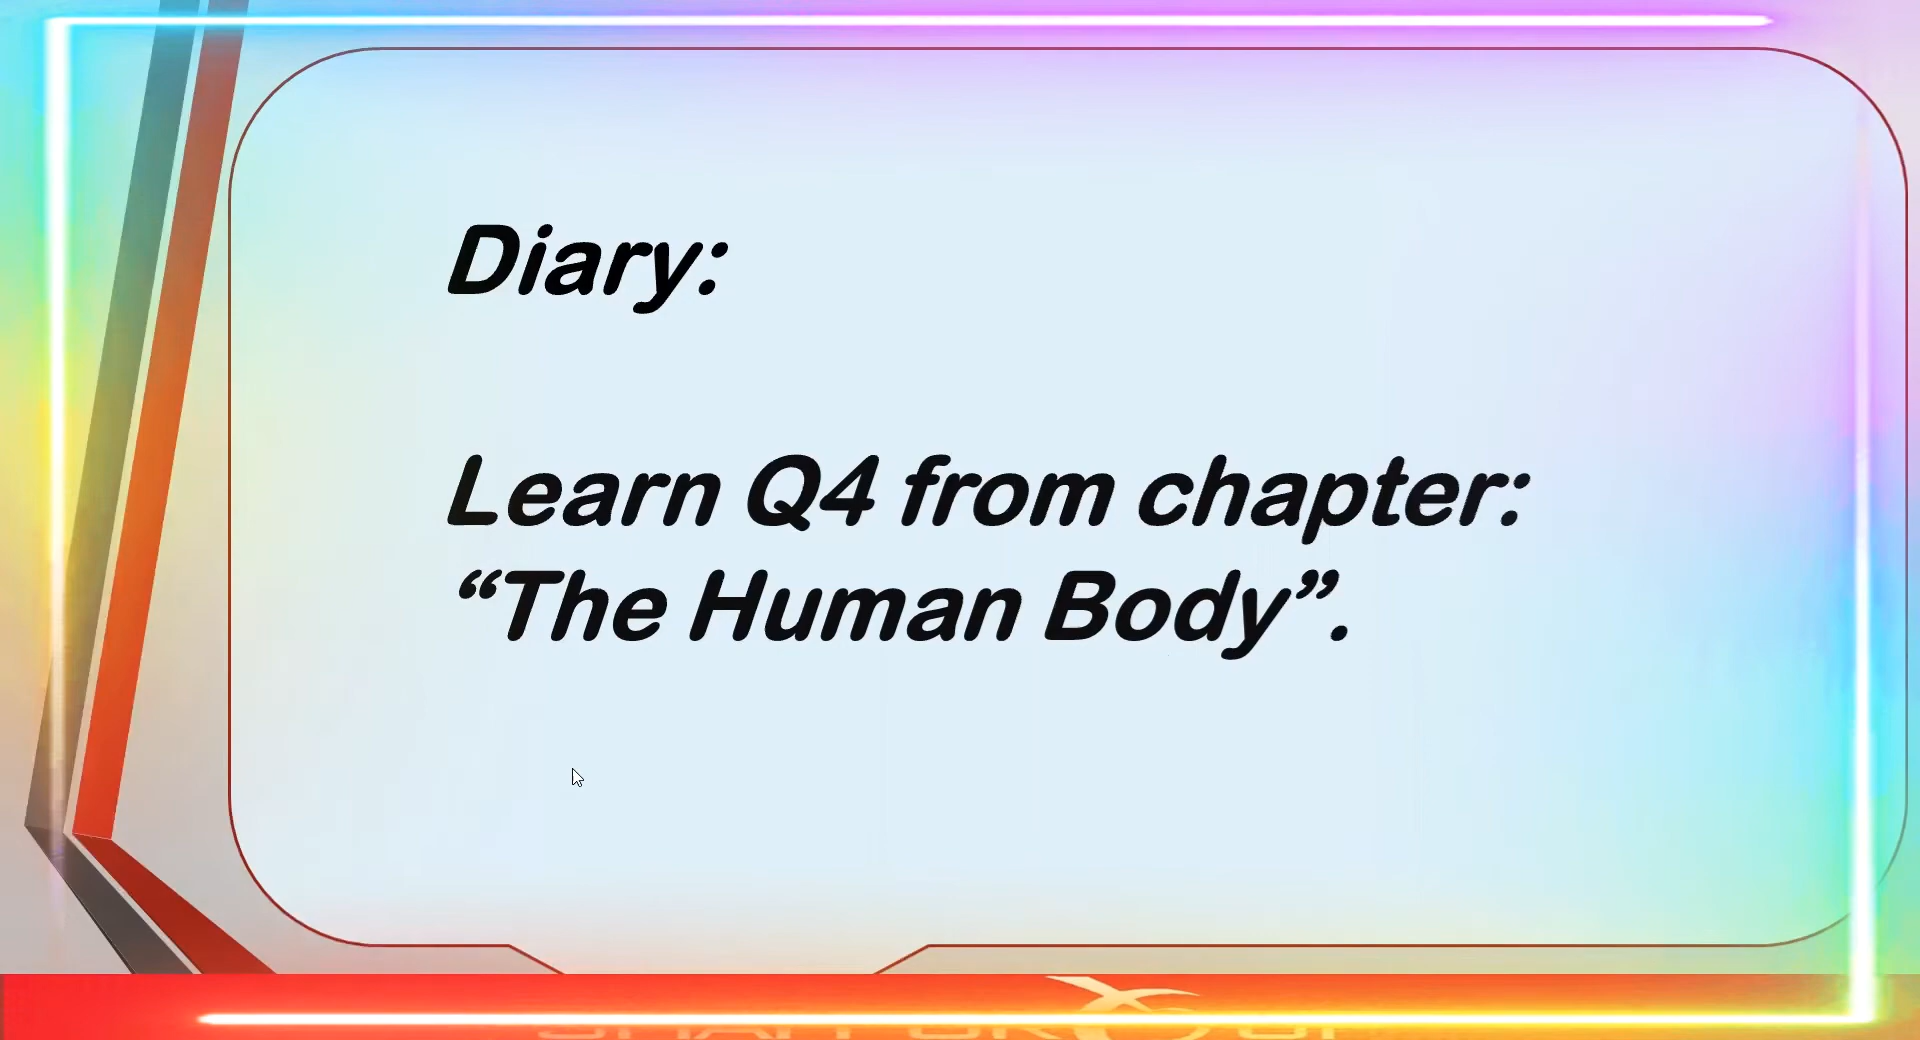 Diary:
Learn Q4 from chapter:
“The Human Body”.